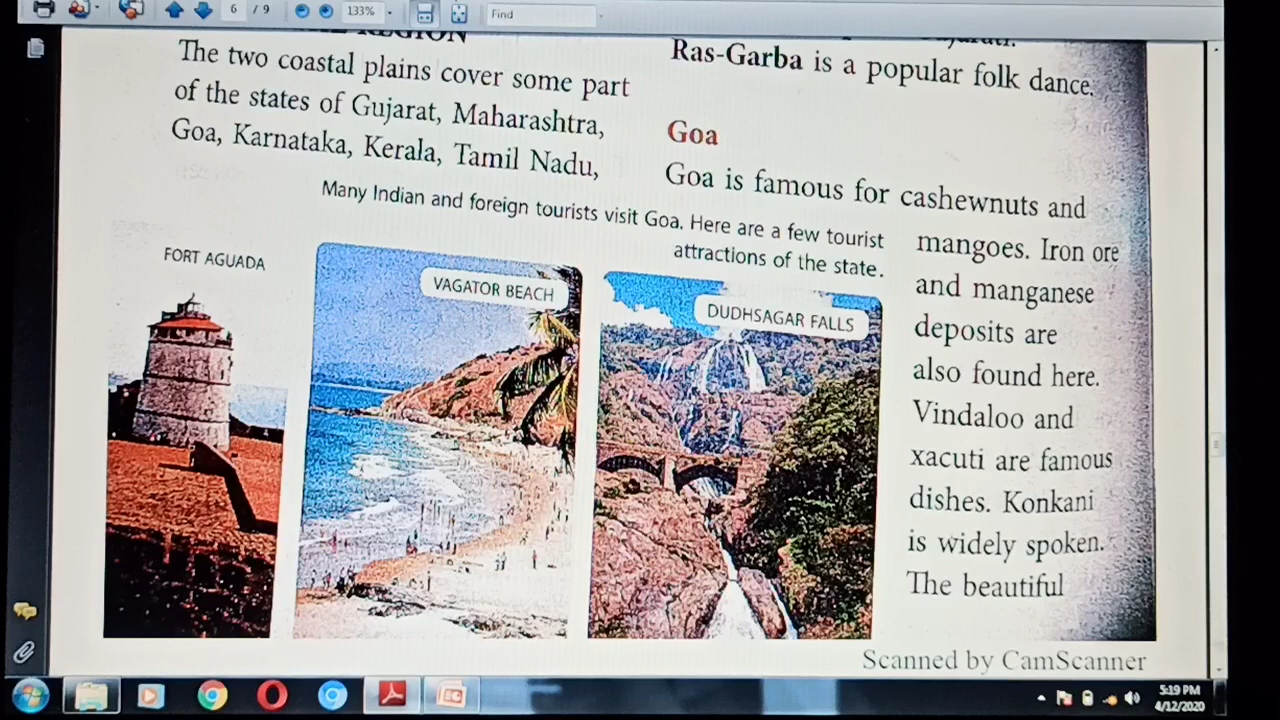 6 / 9
133%
Find
REGION
The two coastal plains cover some part
of the states of Gujarat, Maharashtra,
Goa, Karnataka, Kerala, Tamil Nadu,
Ras-Garba is a popular folk dance.
Goa
Goa is famous for cashewnuts and
mangoes. Iron ore
and manganese
deposits are
also found here.
Vindaloo and
xacuti are famous
dishes. Konkani
is widely spoken.
The beautiful
Many Indian and foreign tourists visit Goa. Here are a few tourist
attractions of the state.
FORT AGUADA
VAGATOR BEACH
DUDHSAGAR FALLS
Scanned by CamScanner
5:19 PM
4/12/2020